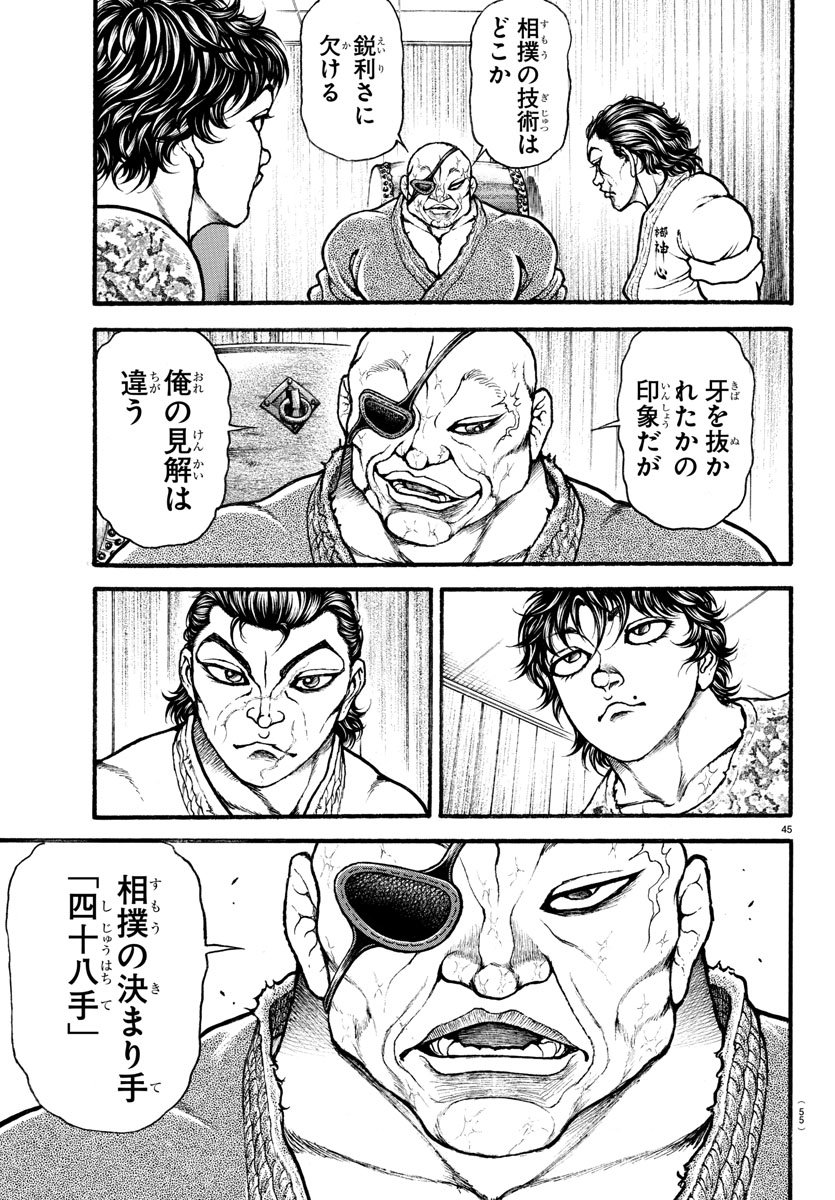 相撲の技術は
どこか
鋭利さに
欠ける
神心
牙を抜か
れたかの
印象だが
俺の見解は
違う
45
相撲の決まり手
「四十八手」
(55)